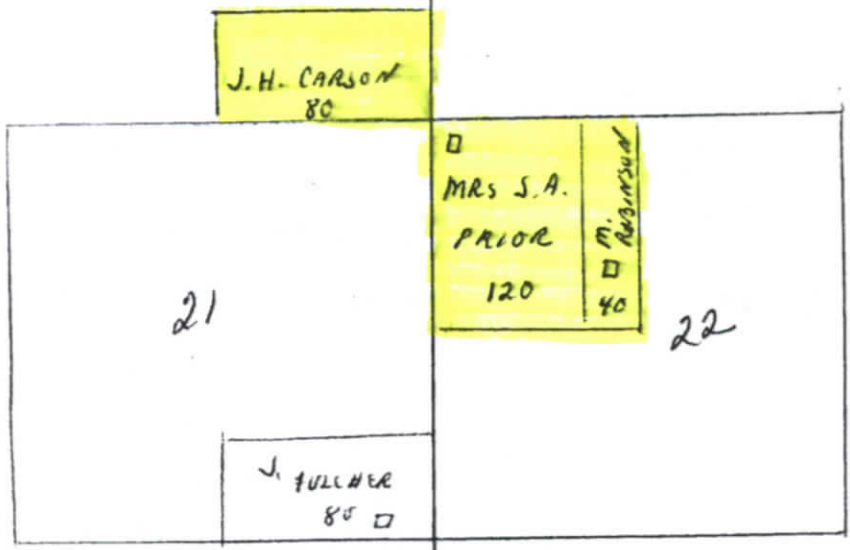 J.H. CARSON
80
MRS S.A.
PRIOR
120
M.
ROBINSON
40
21
22
J. FULCHER
80